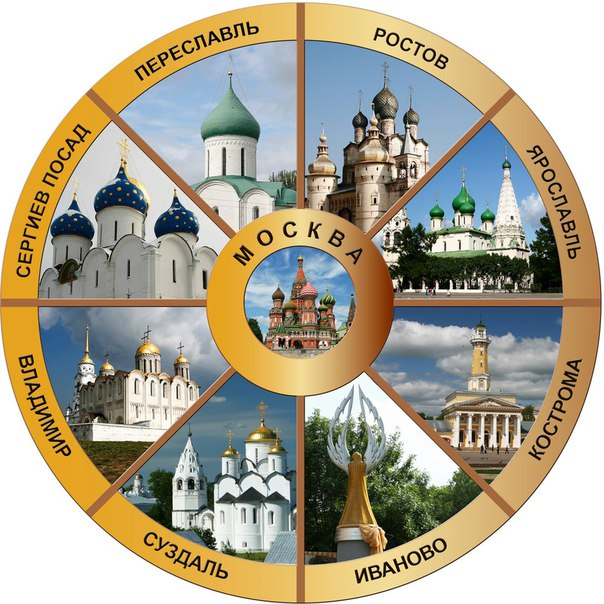 ПЕРЕСЛАВЛЬ
РОСТОВ
ЯРОСЛАВЛЬ
КОСТРОМА
ИВАНОВО
СУЗДАЛЬ
ВЛАДИМИР
СЕРГИЕВ ПОСАД
МОСКВА